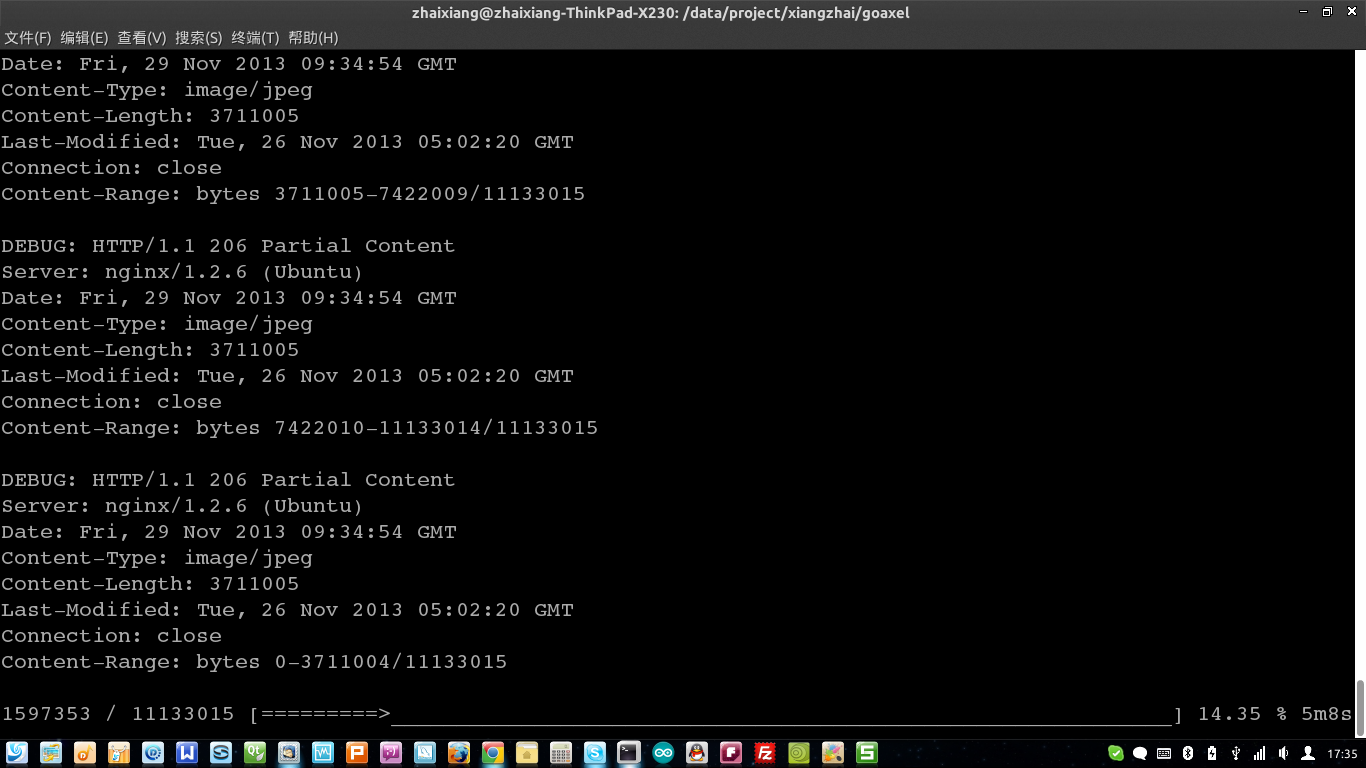 zhaixiang@zhaixiang-ThinkPad-X230: /data/project/xiangzhai/goaxel
文件(F) 编辑(E) 查看(V) 搜索(S) 终端(T) 帮助(H)
Date: Fri, 29 Nov 2013 09:34:54 GMT
Content-Type: image/jpeg
Content-Length: 3711005
Last-Modified: Tue, 26 Nov 2013 05:02:20 GMT
Connection: close
Content-Range: bytes 3711005-7422009/11133015
DEBUG: HTTP/1.1 206 Partial Content
Server: nginx/1.2.6 (Ubuntu)
Date: Fri, 29 Nov 2013 09:34:54 GMT
Content-Type: image/jpeg
Content-Length: 3711005
Last-Modified: Tue, 26 Nov 2013 05:02:20 GMT
Connection: close
Content-Range: bytes 7422010-11133014/11133015
DEBUG: HTTP/1.1 206 Partial Content
Server: nginx/1.2.6 (Ubuntu)
Date: Fri, 29 Nov 2013 09:34:54 GMT
Content-Type: image/jpeg
Content-Length: 3711005
Last-Modified: Tue, 26 Nov 2013 05:02:20 GMT
Connection: close
Content-Range: bytes 0-3711004/11133015
1597353 / 11133015 [=========>____________________________________________________________] 14.35 % 5m8s
17:35